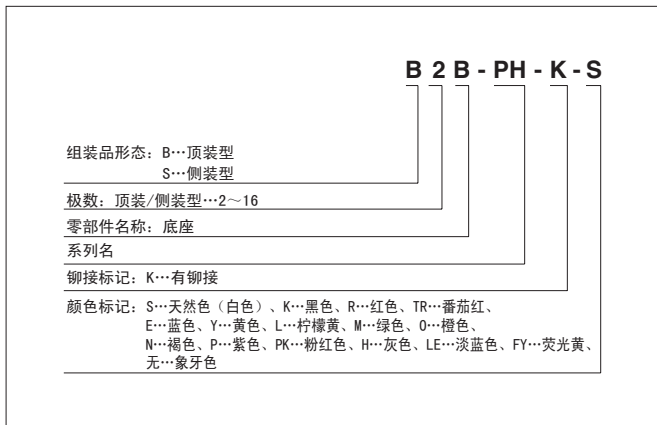 B 2 B - PH - K - S
组装品形态：B…顶装型
S…侧装型
极数：顶装/侧装型…2～16
零部件名称：底座
系列名
铆接标记：K…有铆接
颜色标记：S…天然色（白色）、K…黑色、R…红色、TR…番茄红、
E…蓝色、Y…黄色、L…柠檬黄、M…绿色、O…橙色、
N…褐色、P…紫色、PK…粉红色、H…灰色、LE…淡蓝色、FY…荧光黄、
无…象牙色